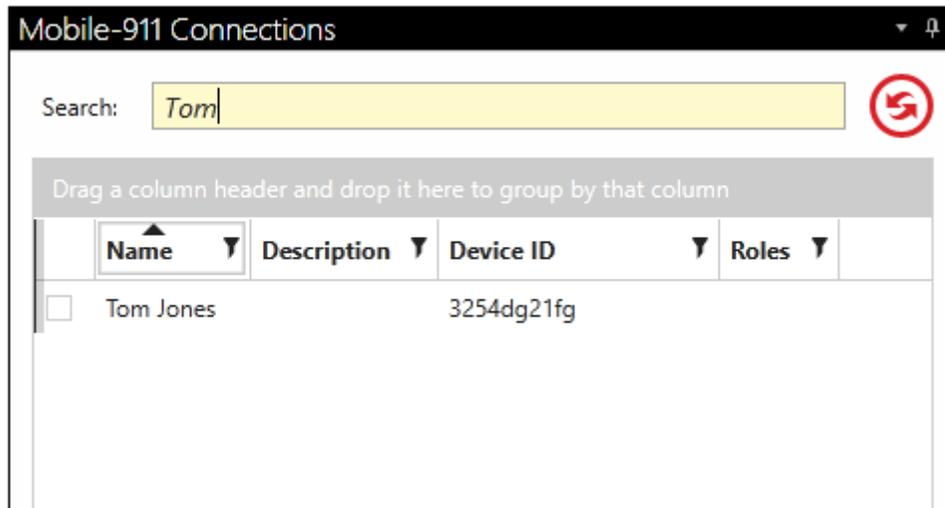 Mobile-911 Connections
Search: Tom
Drag a column header and drop it here to group by that column
Name Description Device ID Roles
Tom Jones 3254dg21fg